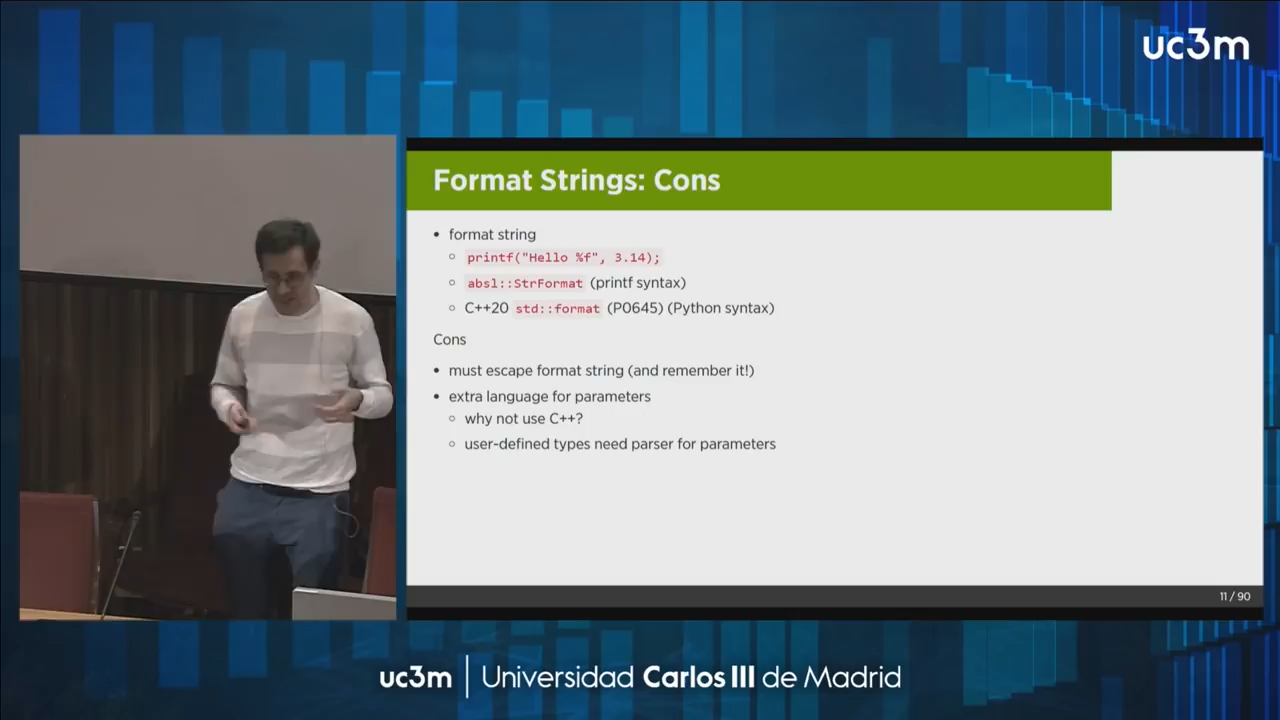 uc3m
Format Strings: Cons
• format string
○ printf("Hello %f", 3.14);
○ absl::StrFormat (printf syntax)
○ C++20 std::format (P0645) (Python syntax)
Cons
• must escape format string (and remember it!)
• extra language for parameters
○ why not use C++?
○ user-defined types need parser for parameters
11 / 90
uc3m | Universidad Carlos III de Madrid